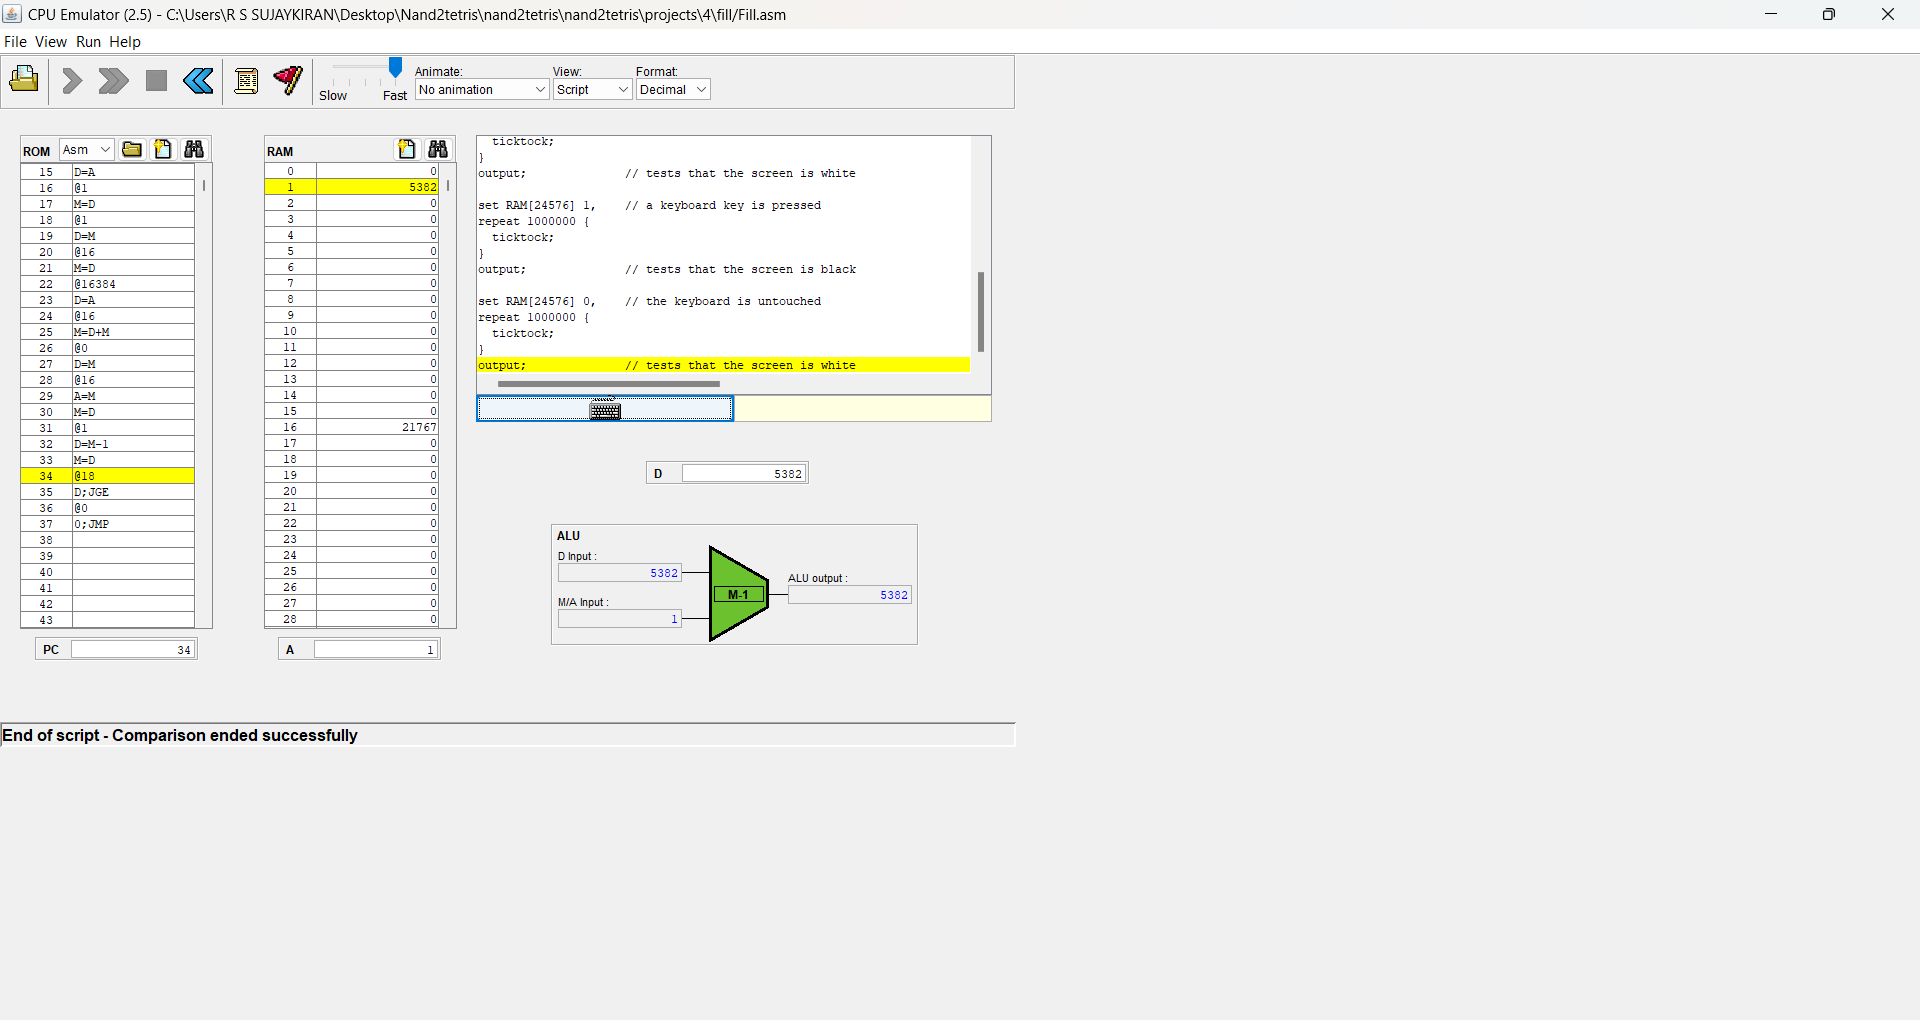 CPU Emulator (2.5) - C:\Users\R S SUJAYKIRAN\Desktop\Nand2tetris\nand2tetris\nand2tetris\projects\4\fill/Fill.asm
File View Run Help
Slow Fast
Animate:
No animation
View:
Script
Format:
Decimal
ROM Asm
15 D=A
16 @1
17 M=D
18 @1
19 D=M
20 @16
21 M=D
22 @16384
23 D=A
24 @16
25 M=D+M
26 @0
27 D=M
28 @16
29 A=M
30 M=D
31 @1
32 D=M-1
33 M=D
34 @18
35 D;JGE
36 @0
37 0;JMP
38
39
40
41
42
43
PC 34
RAM
0 0
1 5382
2 0
3 0
4 0
5 0
6 0
7 0
8 0
9 0
10 0
11 0
12 0
13 0
14 0
15 0
16 21767
17 0
18 0
19 0
20 0
21 0
22 0
23 0
24 0
25 0
26 0
27 0
28 0
A 1
ticktock;
}
output; // tests that the screen is white
set RAM[24576] 1, // a keyboard key is pressed
repeat 1000000 {
ticktock;
}
output; // tests that the screen is black
set RAM[24576] 0, // the keyboard is untouched
repeat 1000000 {
ticktock;
}
output; // tests that the screen is white
D 5382
ALU
D Input :
5382
M/A Input :
1
M-1
ALU output :
5382
End of script - Comparison ended successfully